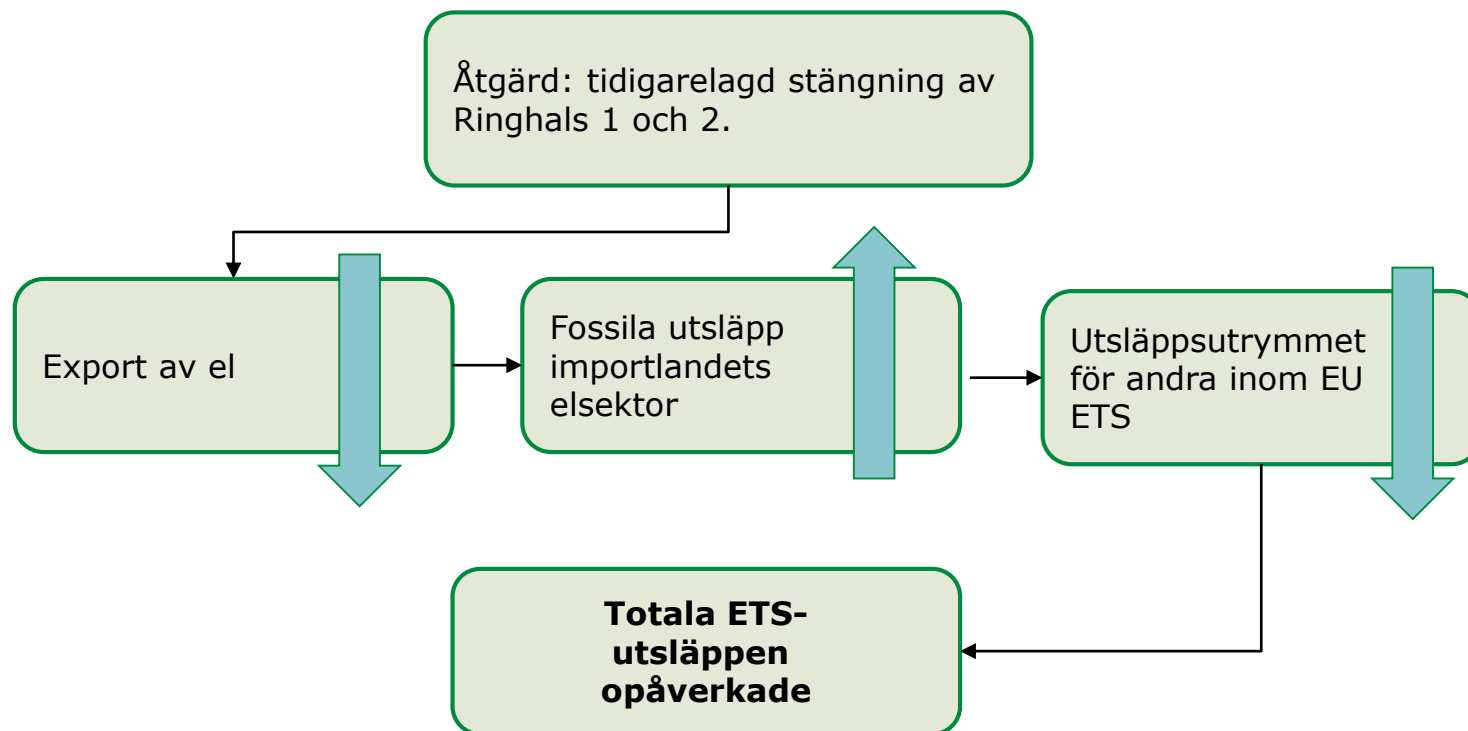 Åtgärd: tidigarelagd stängning av
Ringhals 1 och 2.
Export av el
Fossila utsläpp
importlandets
elsektor
Utsläppsutrymmet
för andra inom EU
ETS
Totala ETS-
utsläppen
opåverkade